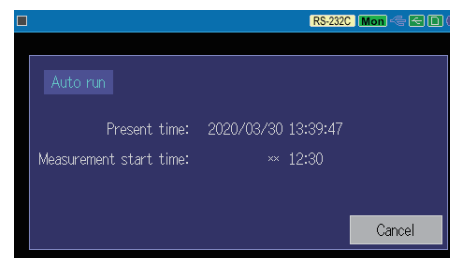 RS-232C Mon
Auto run
Present time: 2020/03/30 13:39:47
Measurement start time: ×× 12:30
Cancel